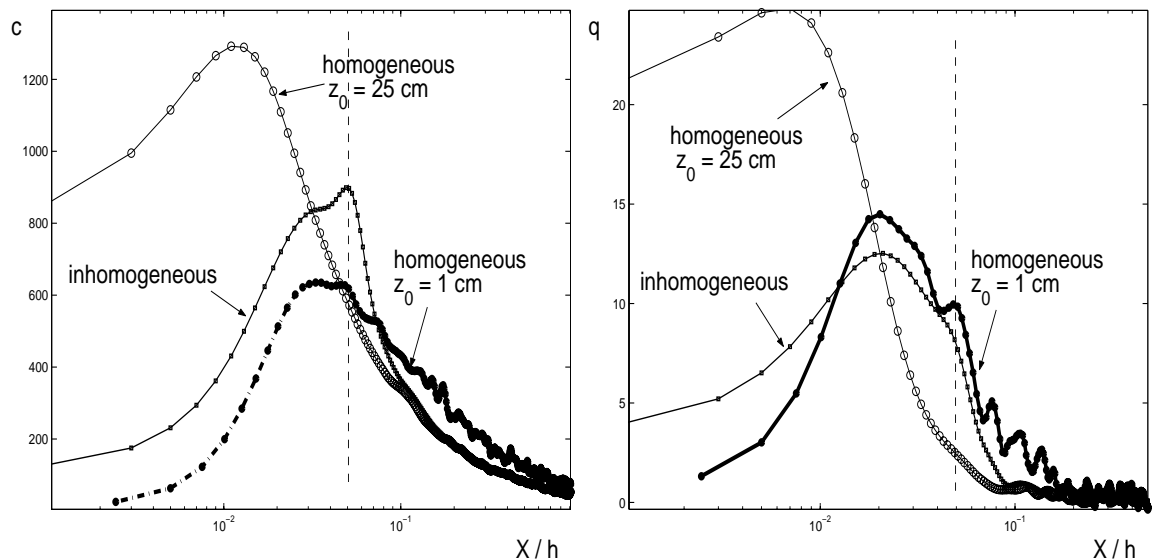 c
homogeneous
z0 = 25 cm
1200
1000
800
inhomogeneous
homogeneous
z0 = 1 cm
600
400
200
10-2
10-1
X / h
q
20
homogeneous
z0 = 25 cm
15
homogeneous
z0 = 1 cm
inhomogeneous
10
5
0
10-2
10-1
X / h